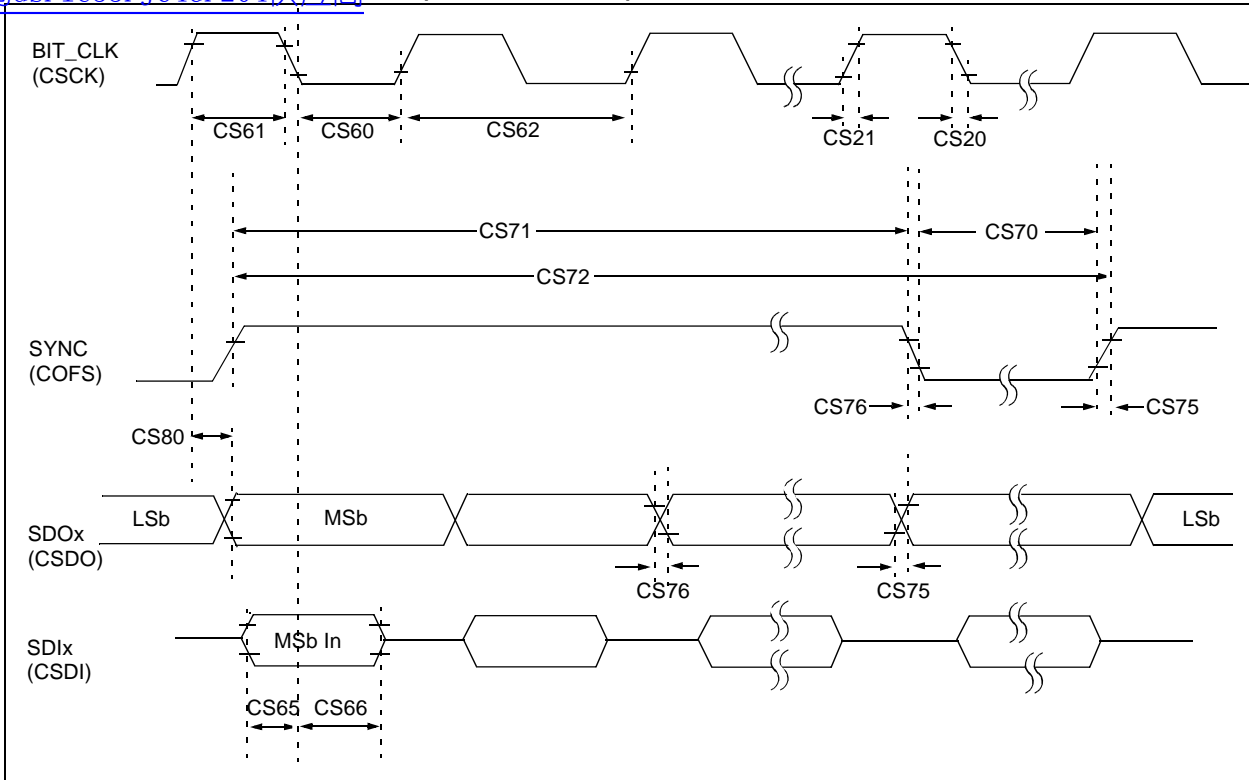 BIT_CLK
(CSCK)
CS61
CS60
CS62
CS21
CS20
CS71
CS70
CS72
SYNC
(COFS)
CS76
CS75
CS80
LSb
MSb
LSb
SDOx
(CSDO)
CS76
CS75
SDIx
(CSDI)
MSb In
CS65
CS66